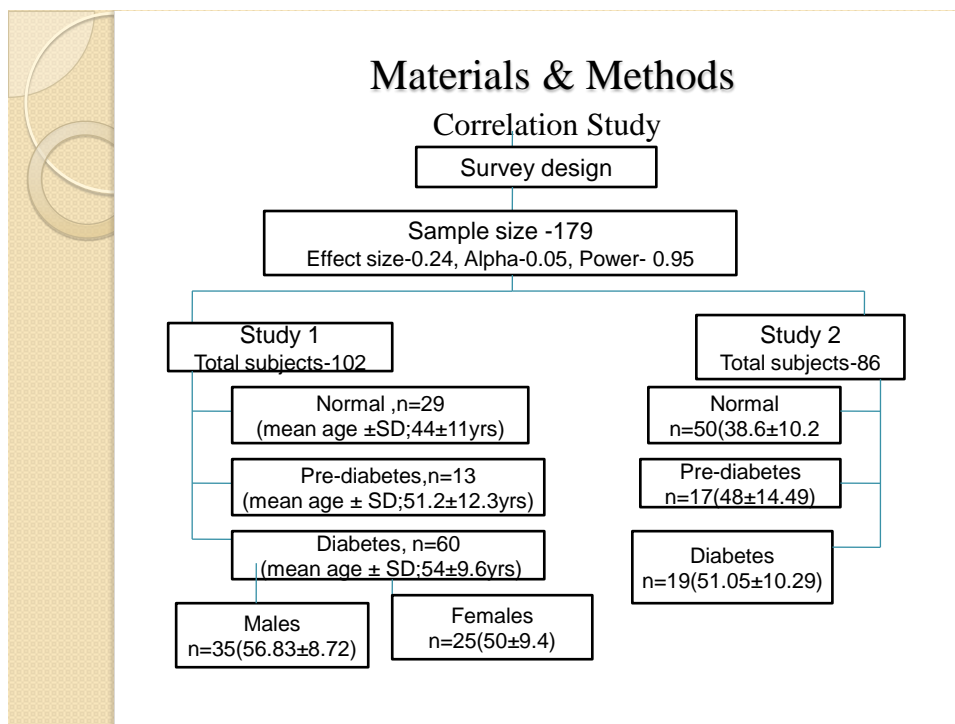 Materials & Methods
Correlation Study
Survey design
Sample size -179
Effect size-0.24, Alpha-0.05, Power- 0.95
Study 1
Total subjects-102
Normal ,n=29
(mean age ±SD;44±11yrs)
Pre-diabetes,n=13
(mean age ± SD;51.2±12.3yrs)
Diabetes, n=60
(mean age ± SD;54±9.6yrs)
Males
n=35(56.83±8.72)
Females
n=25(50±9.4)
Study 2
Total subjects-86
Normal
n=50(38.6±10.2
Pre-diabetes
n=17(48±14.49)
Diabetes
n=19(51.05±10.29)